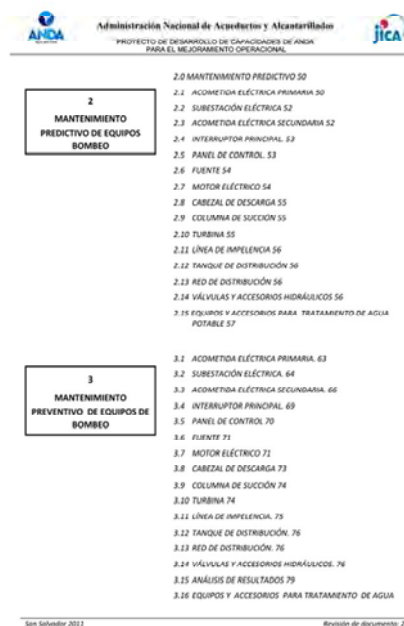 ANDA
Administración Nacional de Acueductos y Alcantarillados
PROYECTO DE DESARROLLO DE CAPACIDADES DE ANDA
PARA EL MEJORAMIENTO OPERACIONAL
jica
2
MANTENIMIENTO
PREDICTIVO DE EQUIPOS
BOMBEO
2.0 MANTENIMIENTO PREDICTIVO 50
2.1 ACOMETIDA ELÉCTRICA PRIMARIA 50
2.2 SUBESTACIÓN ELÉCTRICA 52
2.3 ACOMETIDA ELÉCTRICA SECUNDARIA 52
2.4 INTERRUPTOR PRINCIPAL. 53
2.5 PANEL DE CONTROL. 53
2.6 FUENTE 54
2.7 MOTOR ELÉCTRICO 54
2.8 CABEZAL DE DESCARGA 55
2.9 COLUMNA DE SUCCIÓN 55
2.10 TURBINA 55
2.11 LÍNEA DE IMPELENCIA 56
2.12 TANQUE DE DISTRIBUCIÓN 56
2.13 RED DE DISTRIBUCIÓN 56
2.14 VÁLVULAS Y ACCESORIOS HIDRÁULICOS 56
2.15 EQUIPOS Y ACCESORIOS PARA TRATAMIENTO DE AGUA
POTABLE 57
3
MANTENIMIENTO
PREVENTIVO DE EQUIPOS DE
BOMBEO
3.1 ACOMETIDA ELÉCTRICA PRIMARIA. 63
3.2 SUBESTACIÓN ELÉCTRICA. 64
3.3 ACOMETIDA ELÉCTRICA SECUNDARIA. 66
3.4 INTERRUPTOR PRINCIPAL. 69
3.5 PANEL DE CONTROL 70
3.6 FUENTE 71
3.7 MOTOR ELÉCTRICO 71
3.8 CABEZAL DE DESCARGA 73
3.9 COLUMNA DE SUCCIÓN 74
3.10 TURBINA 74
3.11 LÍNEA DE IMPELENCIA. 75
3.12 TANQUE DE DISTRIBUCIÓN. 76
3.13 RED DE DISTRIBUCIÓN. 76
3.14 VÁLVULAS Y ACCESORIOS HIDRÁULICOS. 76
3.15 ANÁLISIS DE RESULTADOS 79
3.16 EQUIPOS Y ACCESORIOS PARA TRATAMIENTO DE AGUA
San Salvador 2011
Revisión de documento: 2